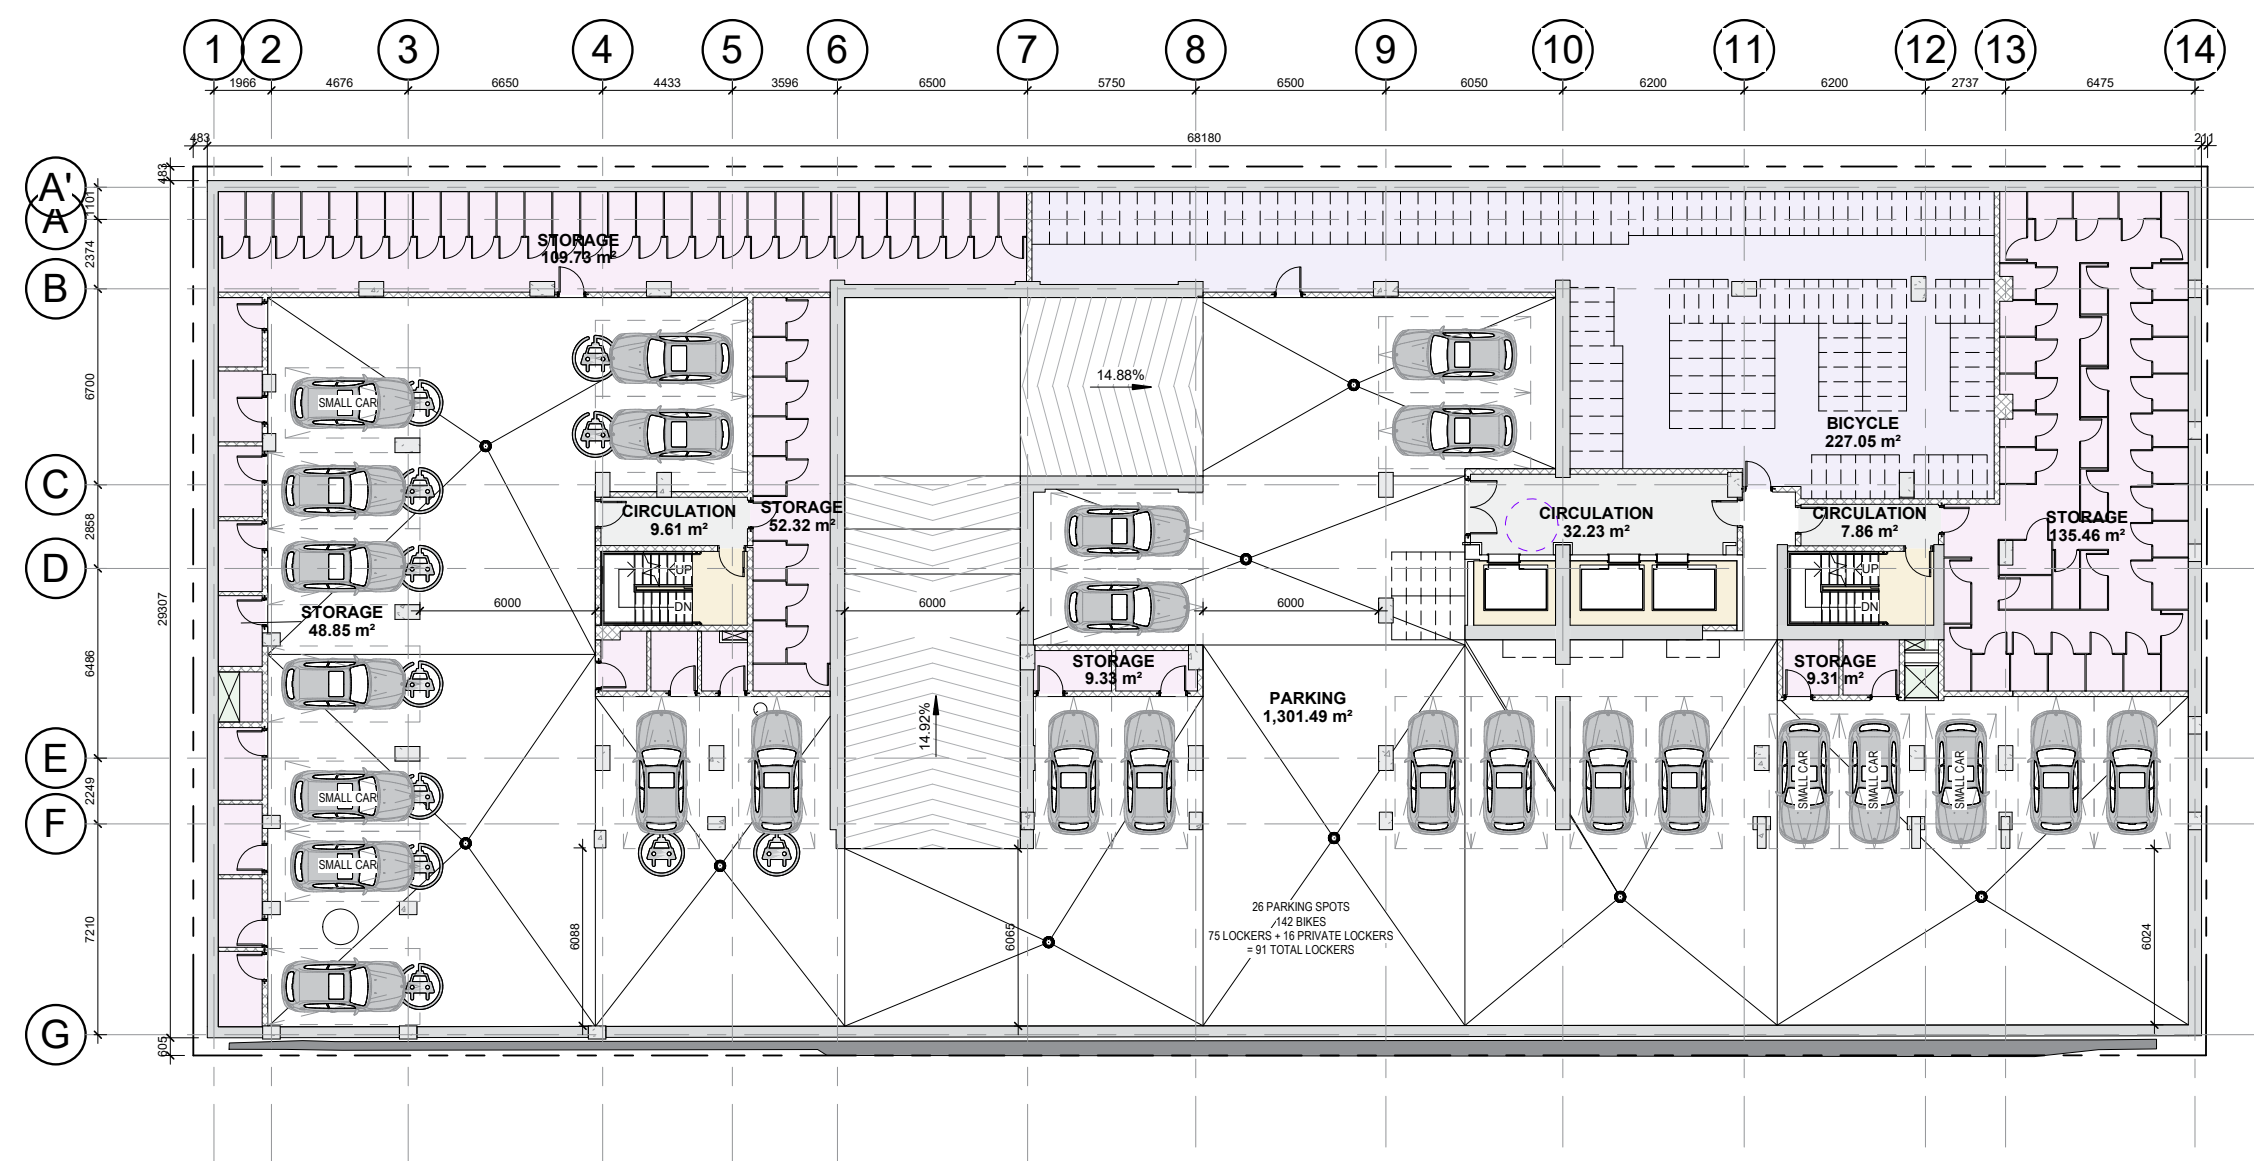 1 2 3 4 5 6 7 8 9 10 11 12 13 14
1966 4676 6650 4433 3596 6500 5750 6500 6050 6200 6200 2737 6475
483 68180 211
483
A'
1101
A
2374
STORAGE
109.73 m²
B
6700
14.88%
SMALL CAR
BICYCLE
227.05 m²
C
CIRCULATION
9.61 m²
STORAGE
52.32 m²
CIRCULATION
32.23 m²
CIRCULATION
7.86 m²
STORAGE
135.46 m²
2858
D
UP
UP
29307
STORAGE
48.85 m²
6000
DN
6000
6000
DN
6486
STORAGE
9.33 m²
STORAGE
9.31 m²
PARKING
1,301.49 m²
14.92%
E
SMALL CAR
SMALL CAR
SMALL CAR
SMALL CAR
2249
F
SMALL CAR
7210
6088
6065
6024
26 PARKING SPOTS
142 BIKES
75 LOCKERS + 16 PRIVATE LOCKERS
= 91 TOTAL LOCKERS
G
605